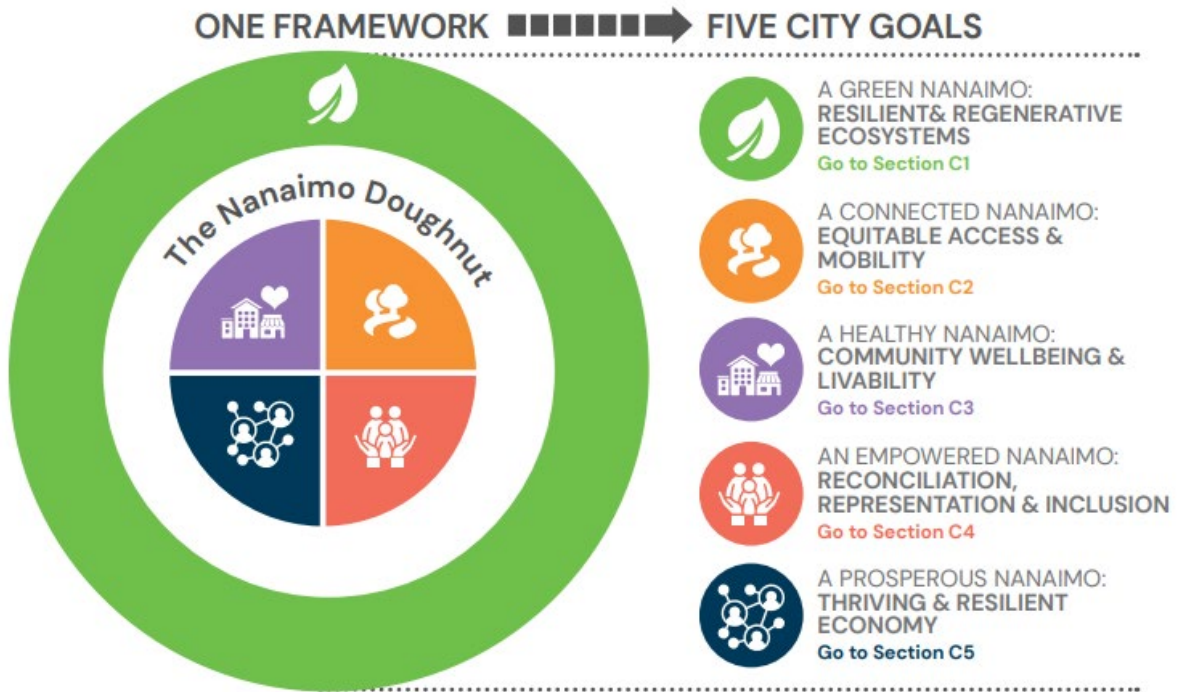 ONE FRAMEWORK
FIVE CITY GOALS
The Nanaimo Doughnut
A GREEN NANAIMO:
RESILIENT& REGENERATIVE
ECOSYSTEMS
Go to Section C1
A CONNECTED NANAIMO:
EQUITABLE ACCESS &
MOBILITY
Go to Section C2
A HEALTHY NANAIMO:
COMMUNITY WELLBEING &
LIVABILITY
Go to Section C3
AN EMPOWERED NANAIMO:
RECONCILIATION,
REPRESENTATION & INCLUSION
Go to Section C4
A PROSPEROUS NANAIMO:
THRIVING & RESILIENT
ECONOMY
Go to Section C5